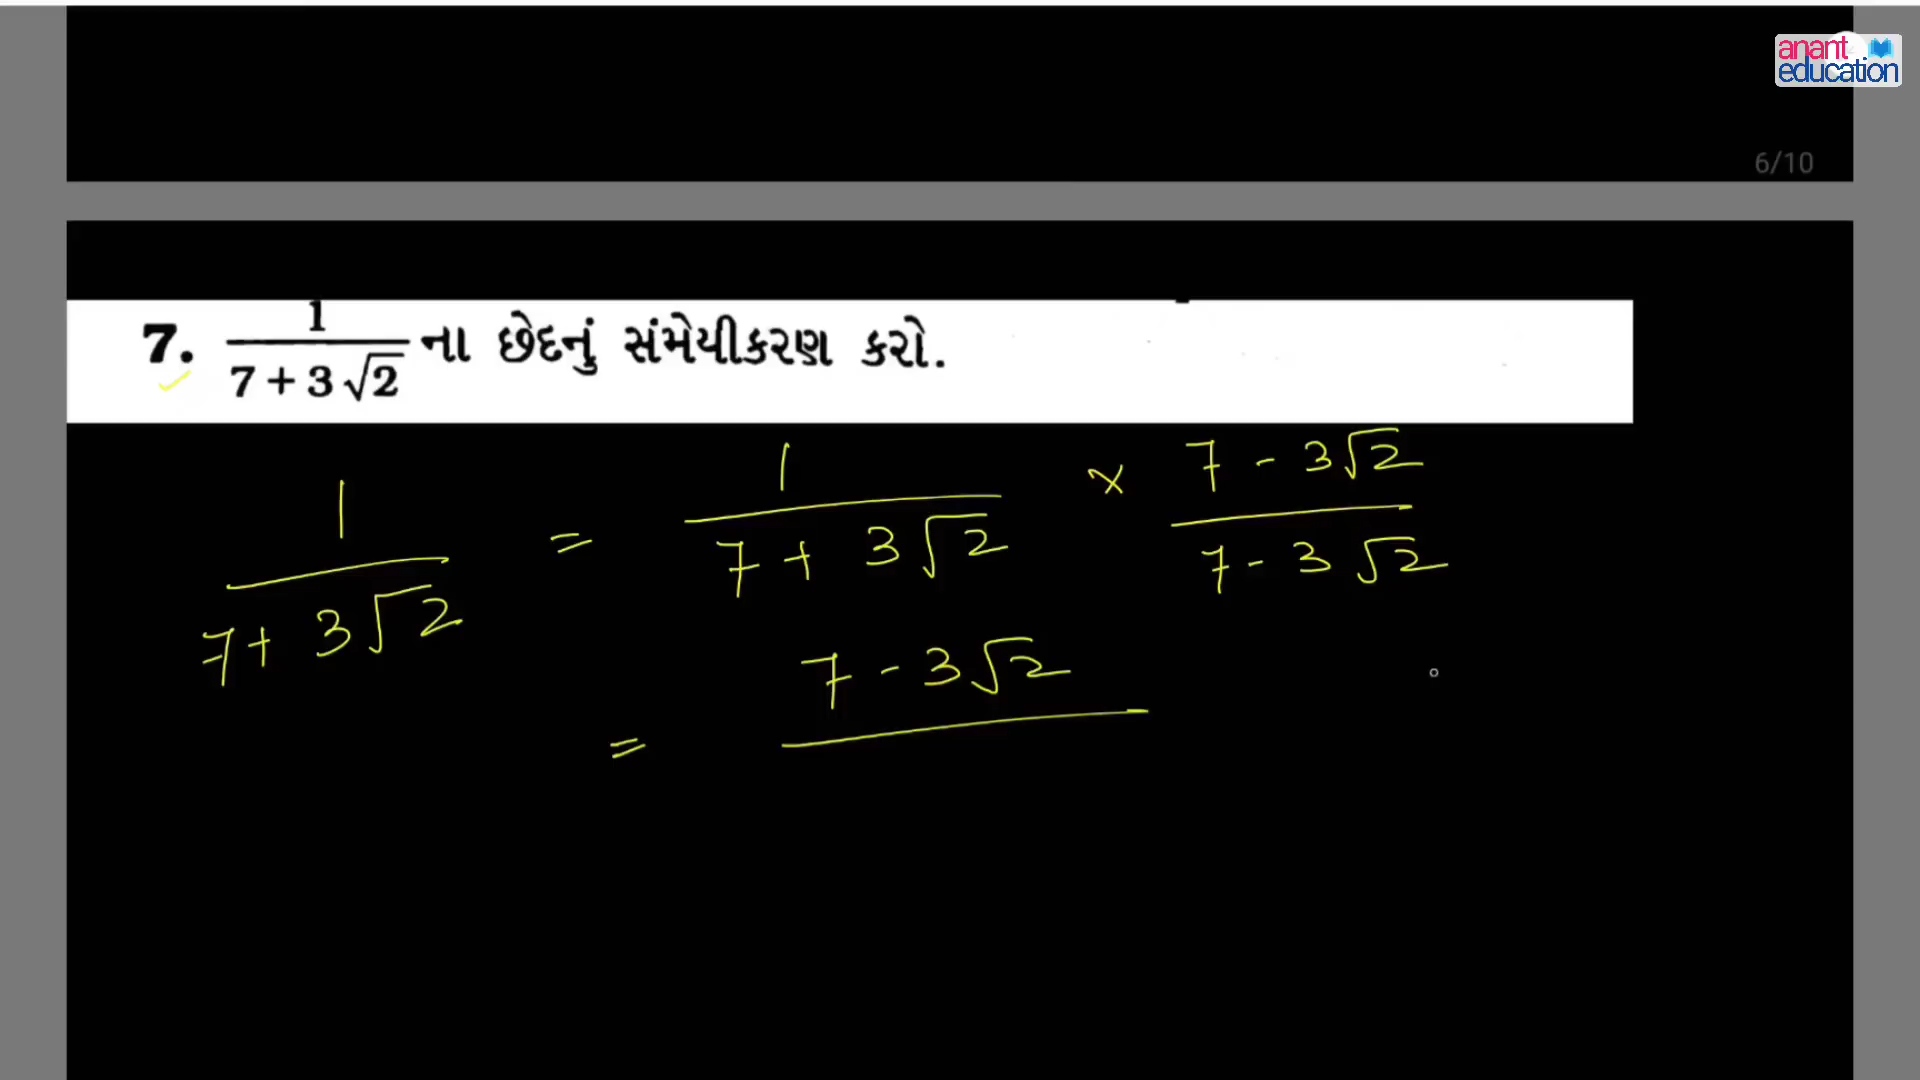 anant
education
6/10
7. 1/(7 + 3√2) ના છેદનું સંમેયીકરણ કરો.
1/(7 + 3√2) = 1/(7 + 3√2) × (7 - 3√2)/(7 - 3√2)
= (7 - 3√2)/